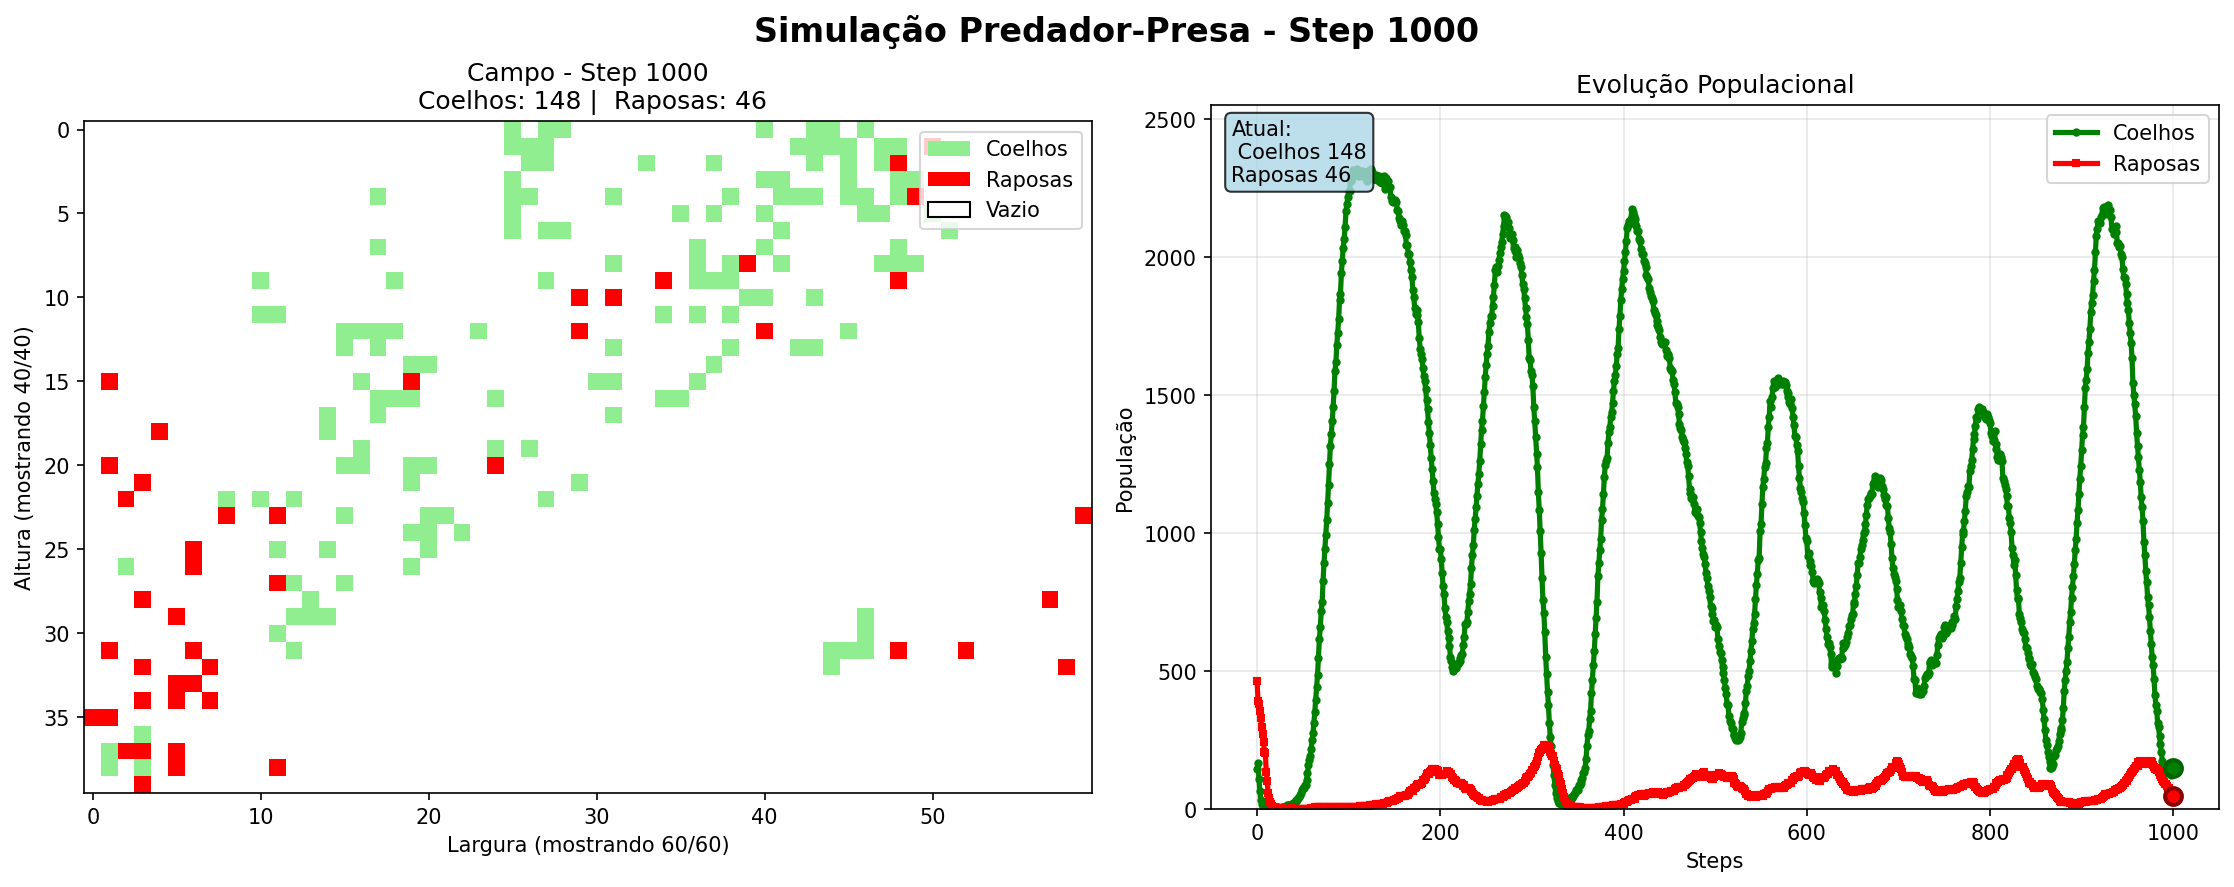 Simulação Predador-Presa - Step 1000
Campo - Step 1000
Coelhos: 148 |  Raposas: 46
Coelhos
Raposas
Vazio
0
5
10
15
20
25
30
35
Altura (mostrando 40/40)
0
10
20
30
40
50
Largura (mostrando 60/60)
Evolução Populacional
Atual:
Coelhos 148
Raposas 46
Coelhos
Raposas
2500
2000
1500
1000
500
0
População
0
200
400
600
800
1000
Steps